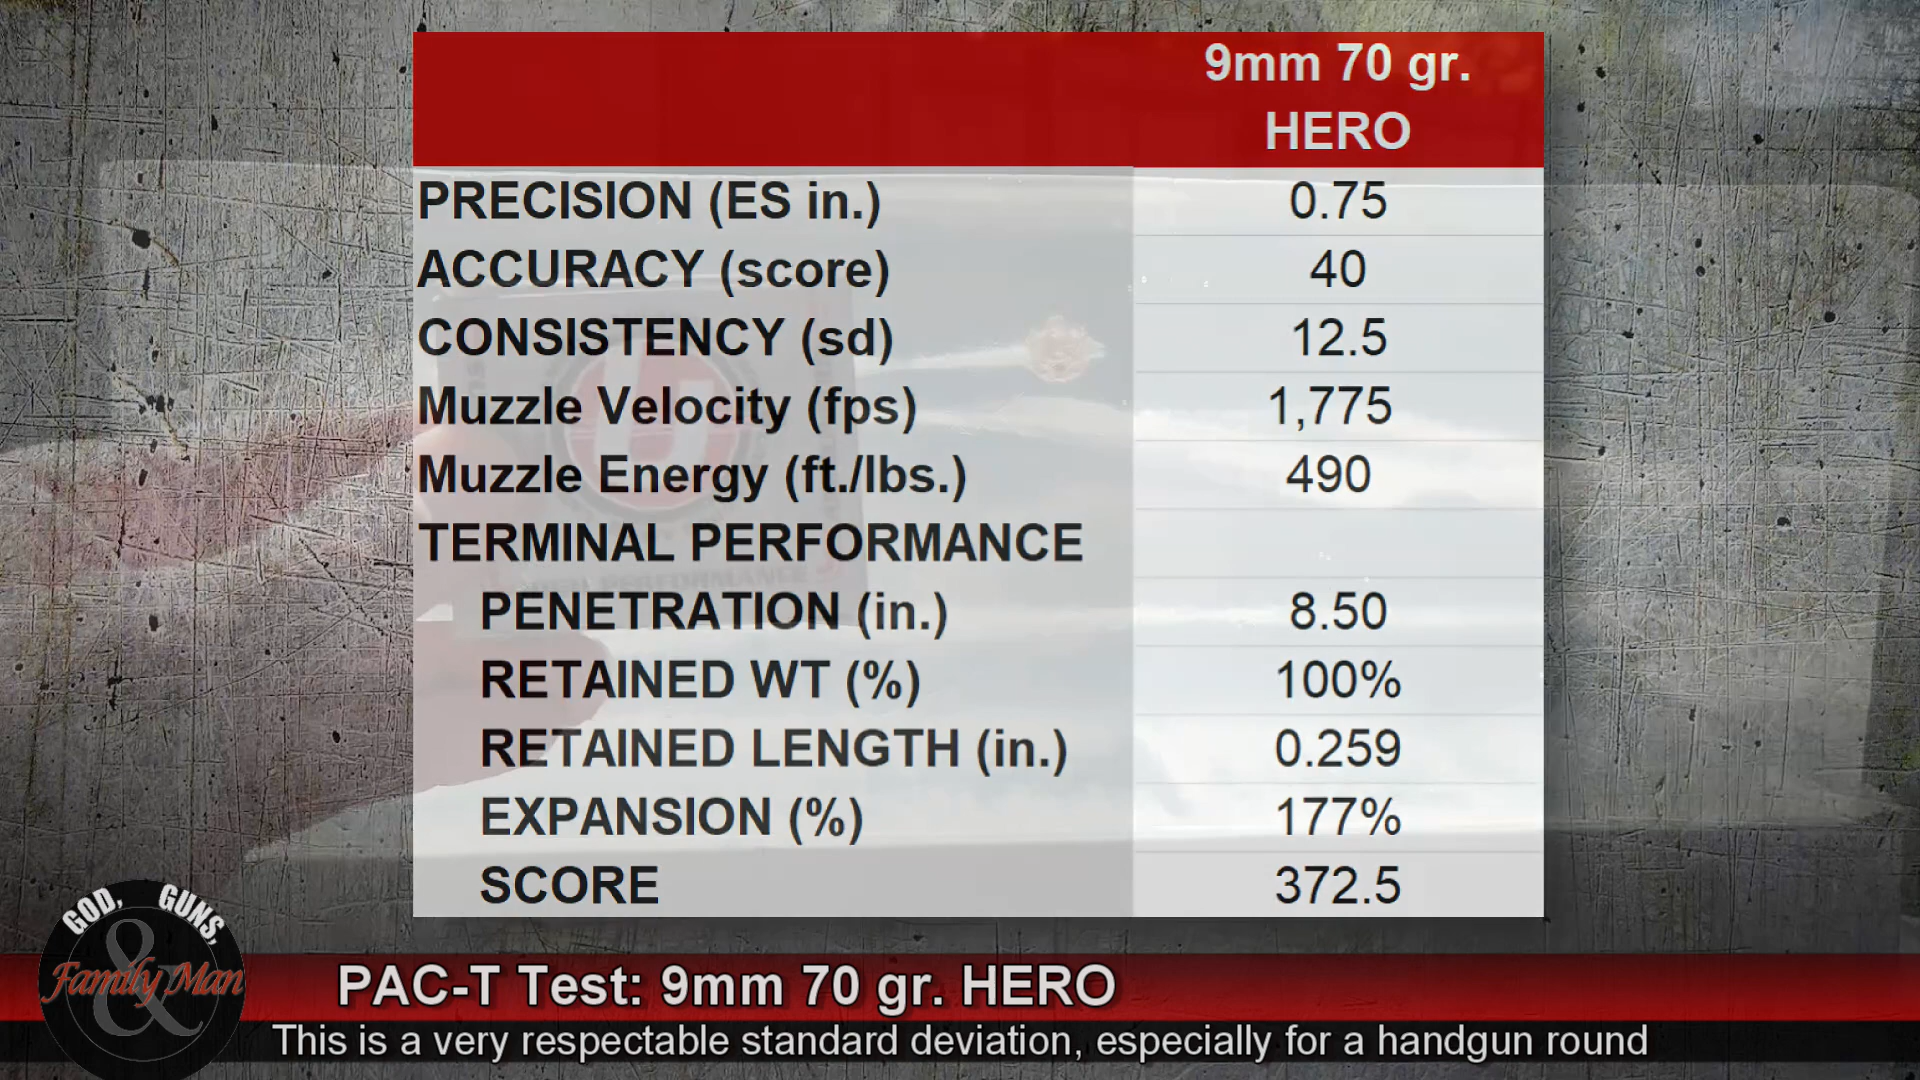 9mm 70 gr.
HERO
PRECISION (ES in.) 0.75
ACCURACY (score) 40
CONSISTENCY (sd) 12.5
Muzzle Velocity (fps) 1,775
Muzzle Energy (ft./lbs.) 490
TERMINAL PERFORMANCE
PENETRATION (in.) 8.50
RETAINED WT (%) 100%
RETAINED LENGTH (in.) 0.259
EXPANSION (%) 177%
SCORE 372.5
GOD, GUNS,
&
Family Man
PAC-T Test: 9mm 70 gr. HERO
This is a very respectable standard deviation, especially for a handgun round